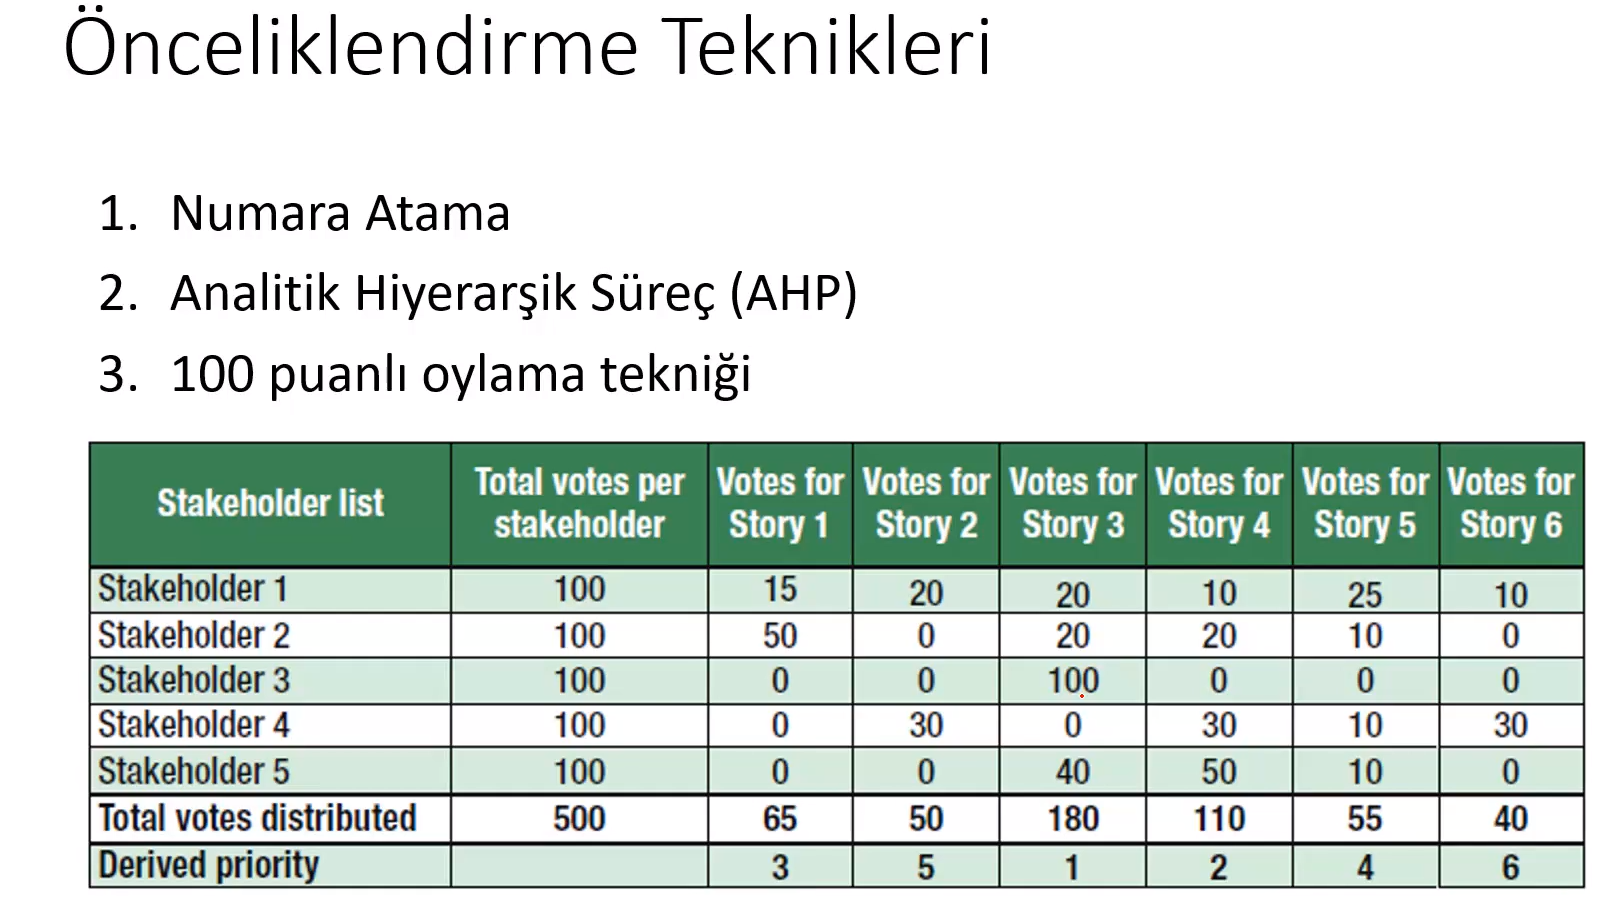 Önceliklendirme Teknikleri
1. Numara Atama
2. Analitik Hiyerarşik Süreç (AHP)
3. 100 puanlı oylama tekniği
Stakeholder list Total votes per stakeholder Votes for Story 1 Votes for Story 2 Votes for Story 3 Votes for Story 4 Votes for Story 5 Votes for Story 6
Stakeholder 1 100 15 20 20 10 25 10
Stakeholder 2 100 50 0 20 20 10 0
Stakeholder 3 100 0 0 100 0 0 0
Stakeholder 4 100 0 30 0 30 10 30
Stakeholder 5 100 0 0 40 50 10 0
Total votes distributed 500 65 50 180 110 55 40
Derived priority 3 5 1 2 4 6